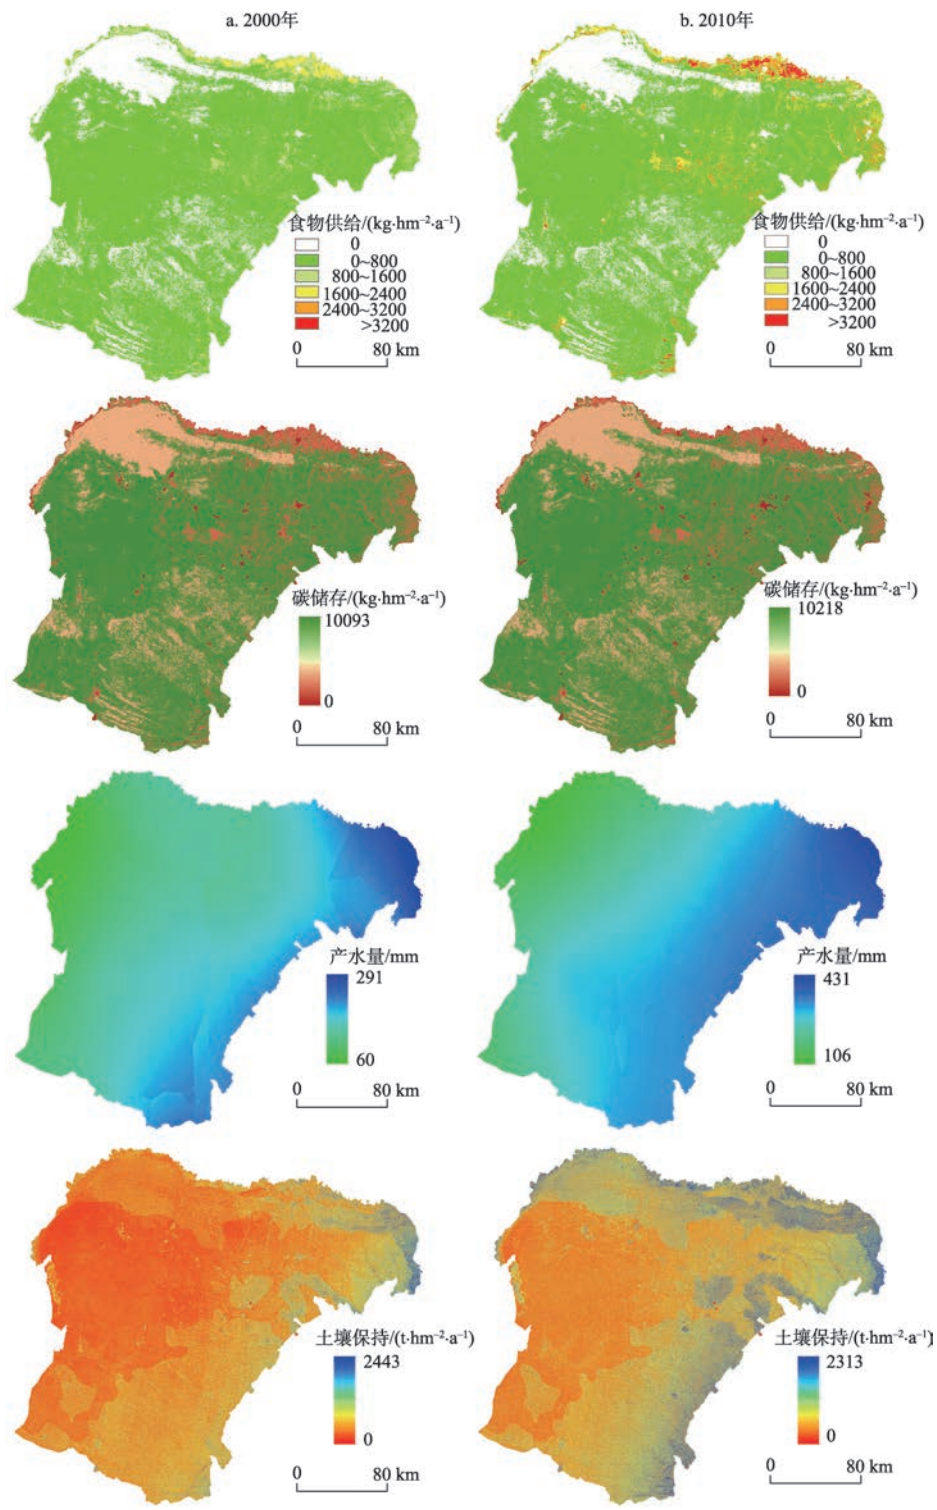 a. 2000年
b. 2010年
食物供给/(kg·hm⁻²·a⁻¹)
0
0~800
800~1600
1600~2400
2400~3200
>3200
0 80 km
食物供给/(kg·hm⁻²·a⁻¹)
0
0~800
800~1600
1600~2400
2400~3200
>3200
0 80 km
碳储存/(kg·hm⁻²·a⁻¹)
10093
0
0 80 km
碳储存/(kg·hm⁻²·a⁻¹)
10218
0
0 80 km
产水量/mm
291
60
0 80 km
产水量/mm
431
106
0 80 km
土壤保持/(t·hm⁻²·a⁻¹)
2443
0
0 80 km
土壤保持/(t·hm⁻²·a⁻¹)
2313
0
0 80 km